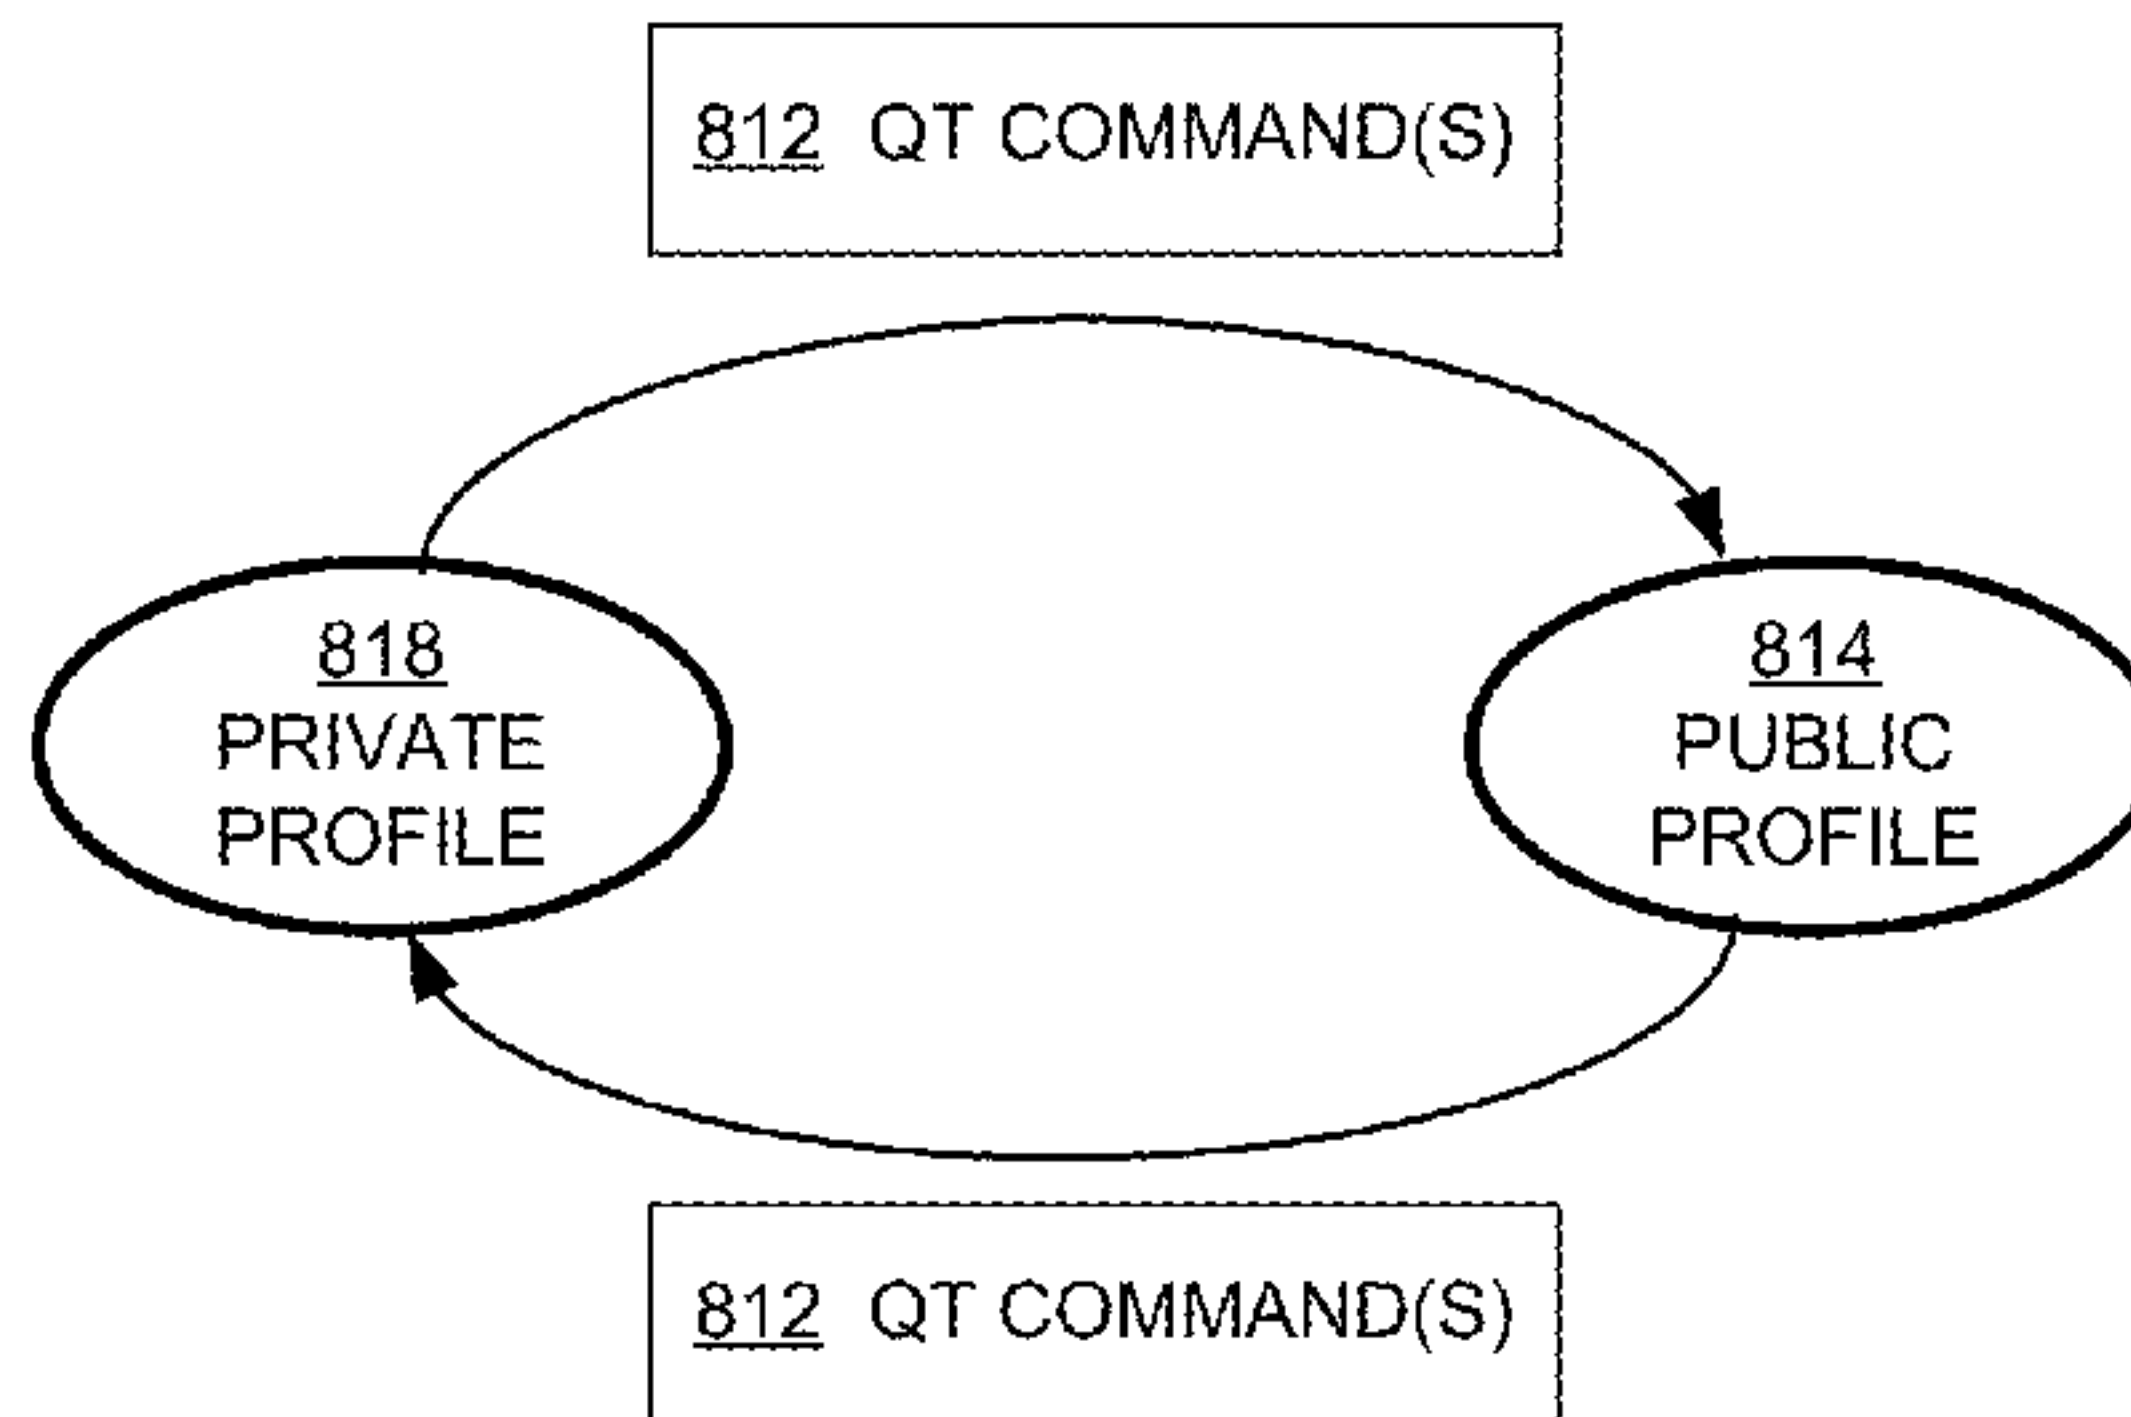 812 QT COMMAND(S)
818
PRIVATE
PROFILE
814
PUBLIC
PROFILE
812 QT COMMAND(S)